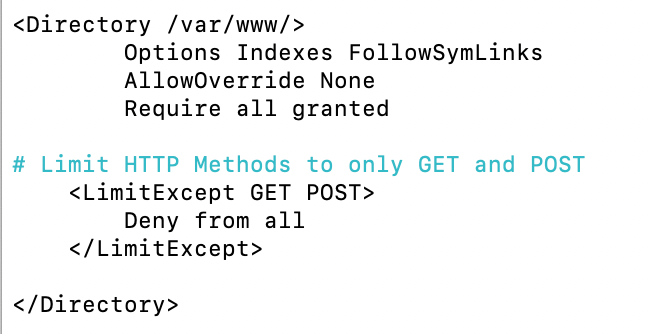 <Directory /var/www/>
Options Indexes FollowSymLinks
AllowOverride None
Require all granted
# Limit HTTP Methods to only GET and POST
<LimitExcept GET POST>
Deny from all
</LimitExcept>
</Directory>